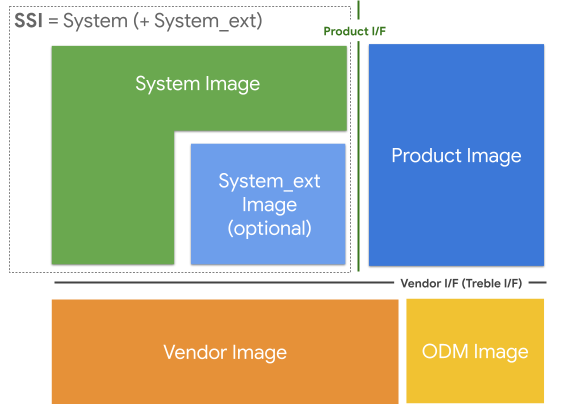 SSI = System (+ System_ext)
Product I/F
System Image
Product Image
System_ext
Image
(optional)
Vendor I/F (Treble I/F)
Vendor Image
ODM Image